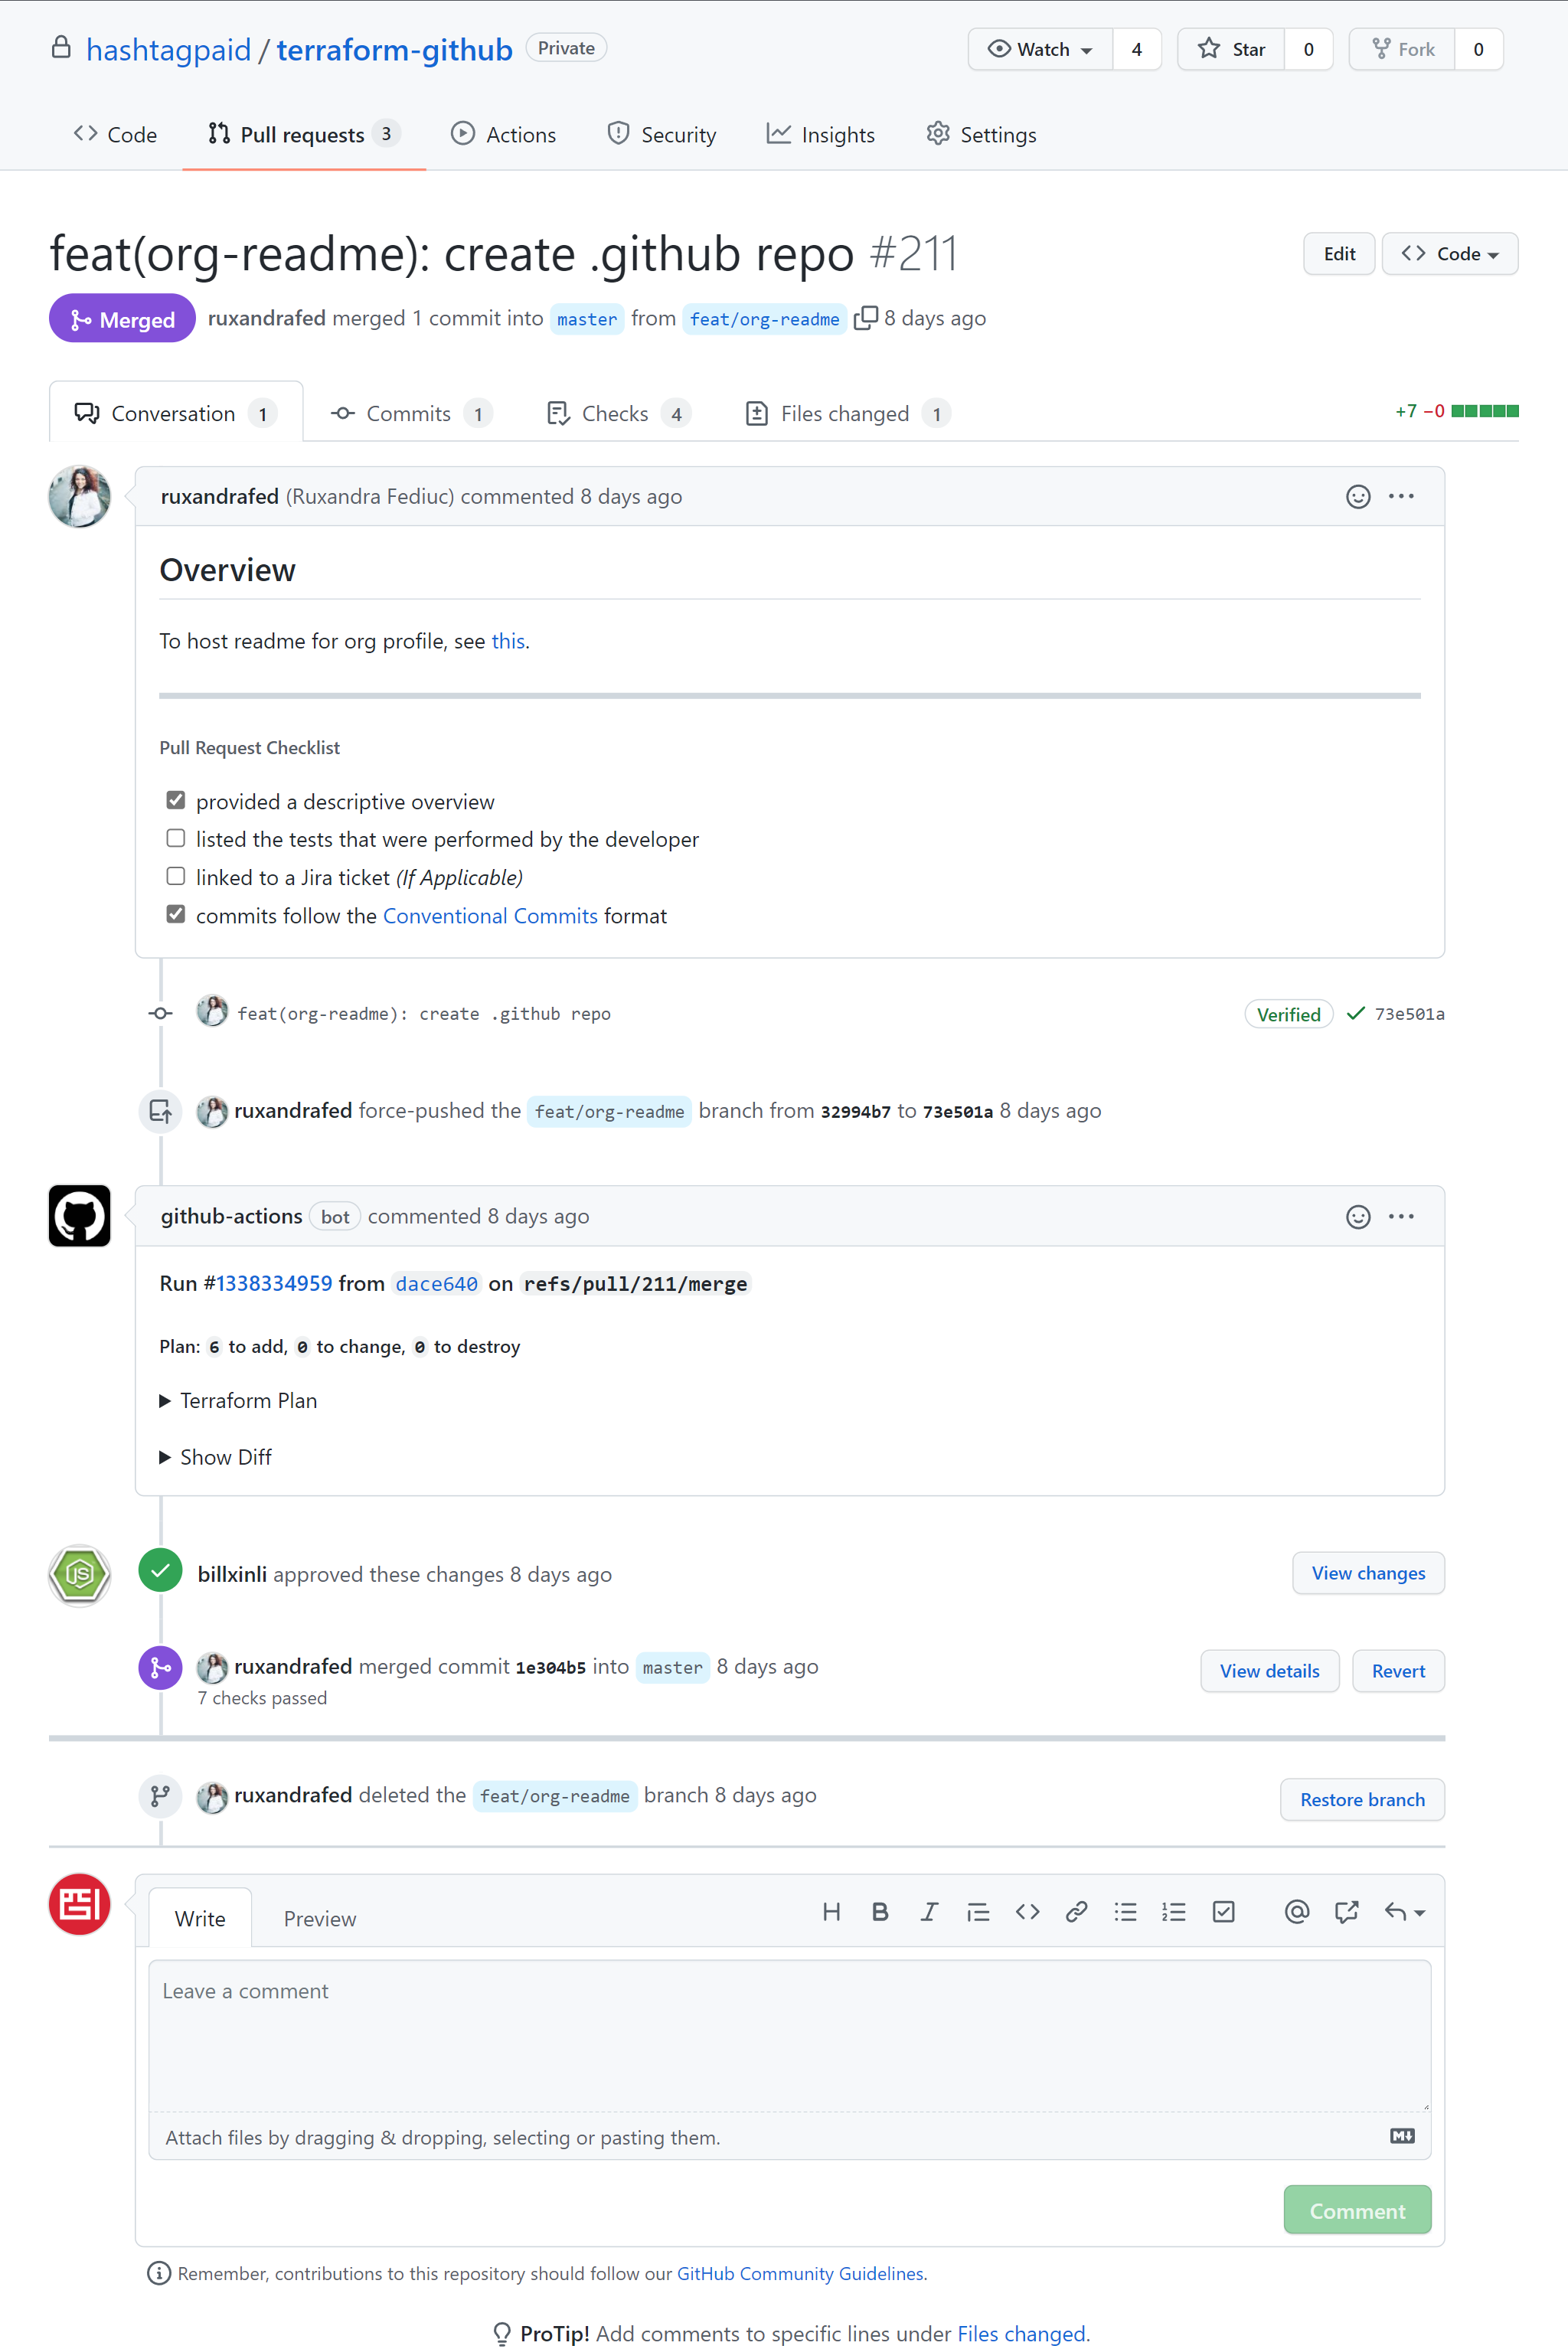 hashtagpaid / terraform-github Private Watch 4 Star 0 Fork 0
Code Pull requests 3 Actions Security Insights Settings
feat(org-readme): create .github repo #211 Edit Code
Merged ruxandrafed merged 1 commit into master from feat/org-readme 8 days ago
Conversation 1 Commits 1 Checks 4 Files changed 1 +7 −0
ruxandrafed (Ruxandra Fediuc) commented 8 days ago
Overview
To host readme for org profile, see this.
Pull Request Checklist
provided a descriptive overview
listed the tests that were performed by the developer
linked to a Jira ticket (If Applicable)
commits follow the Conventional Commits format
feat(org-readme): create .github repo Verified 73e501a
ruxandrafed force-pushed the feat/org-readme branch from 32994b7 to 73e501a 8 days ago
github-actions bot commented 8 days ago
Run #1338334959 from dace640 on refs/pull/211/merge
Plan: 6 to add, 0 to change, 0 to destroy
Terraform Plan
Show Diff
JS billxinli approved these changes 8 days ago View changes
ruxandrafed merged commit 1e304b5 into master 8 days ago View details Revert
7 checks passed
ruxandrafed deleted the feat/org-readme branch 8 days ago Restore branch
Write Preview
Leave a comment
Attach files by dragging & dropping, selecting or pasting them.
Comment
Remember, contributions to this repository should follow our GitHub Community Guidelines.
ProTip! Add comments to specific lines under Files changed.